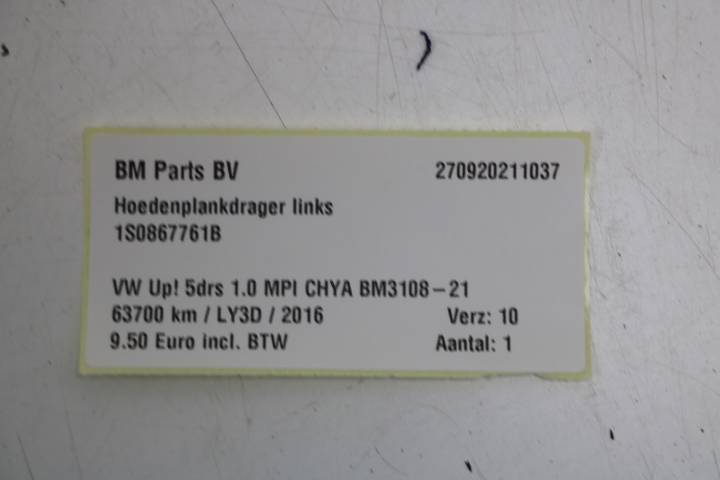 BM Parts BV 270920211037
Hoedenplankdrager links
1S0867761B
VW Up! 5drs 1.0 MPI CHYA BM3108-21
63700 km / LY3D / 2016 Verz: 10
9.50 Euro incl. BTW Aantal: 1